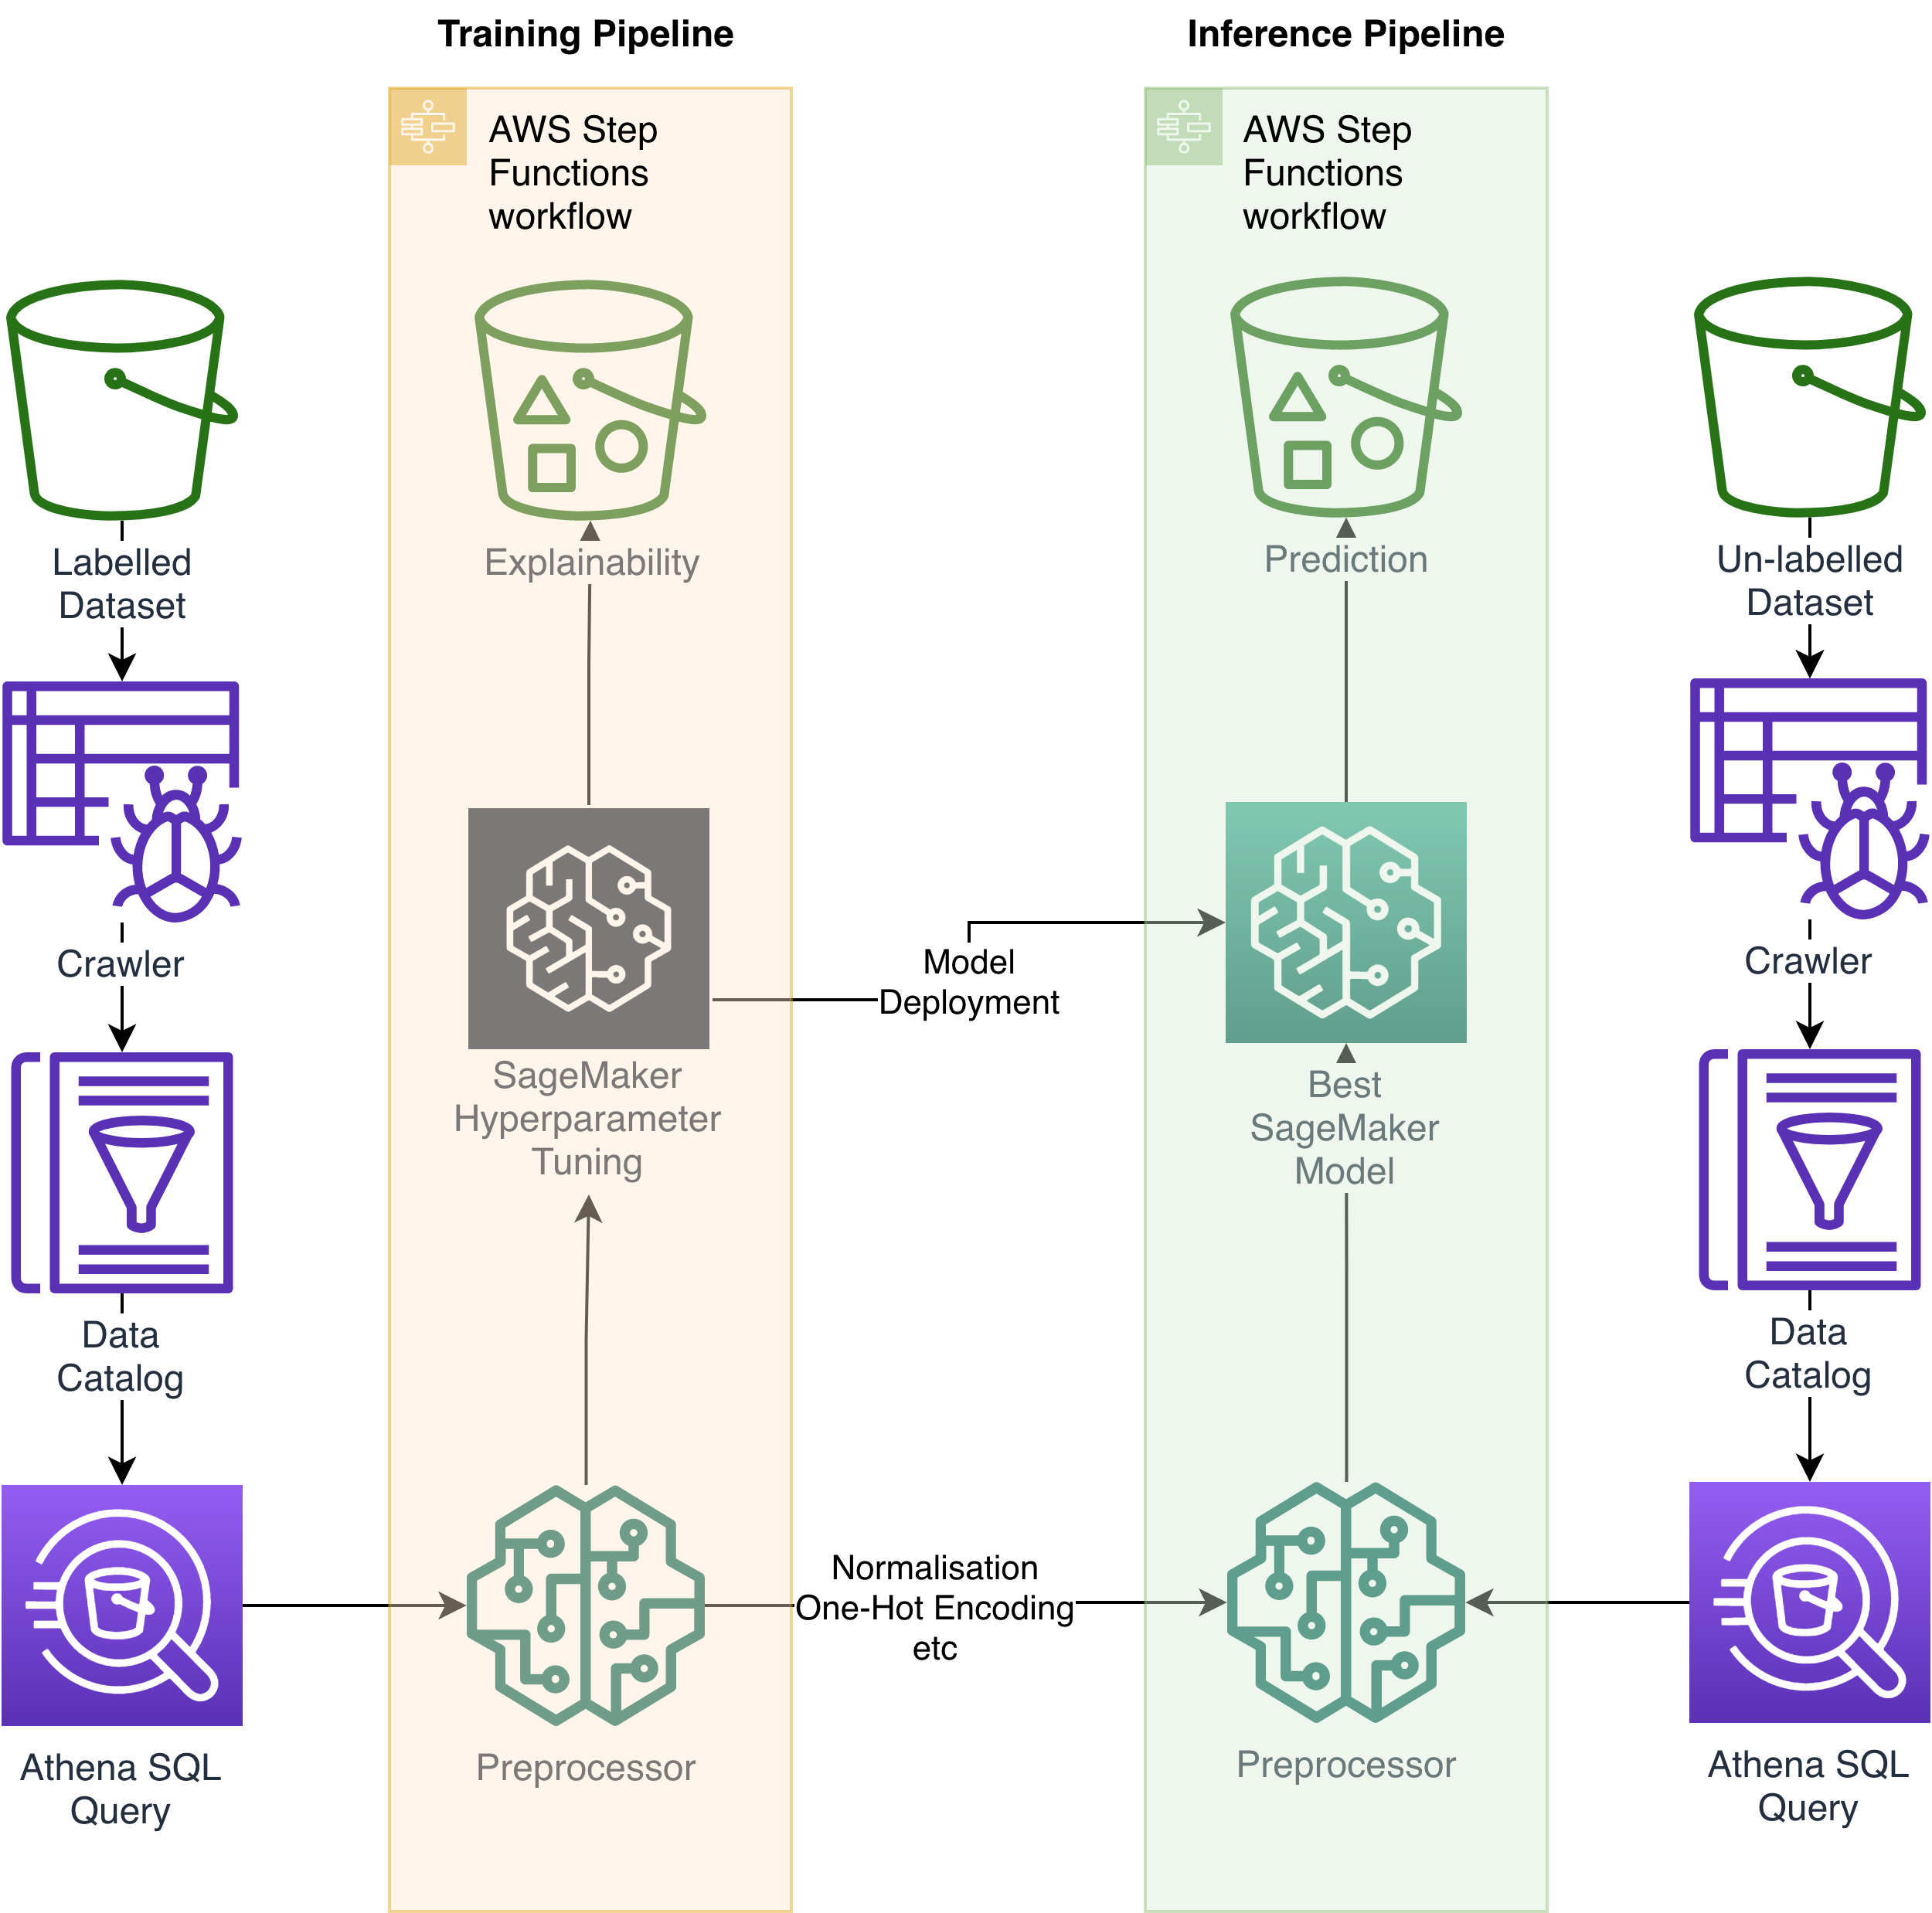 Training Pipeline
Inference Pipeline
AWS Step
Functions
workflow
AWS Step
Functions
workflow
Labelled
Dataset
Explainability
Prediction
Un-labelled
Dataset
Crawler
Model
Deployment
Crawler
SageMaker
Hyperparameter
Tuning
Best
SageMaker
Model
Data
Catalog
Data
Catalog
Normalisation
One-Hot Encoding
etc
Athena SQL
Query
Preprocessor
Preprocessor
Athena SQL
Query